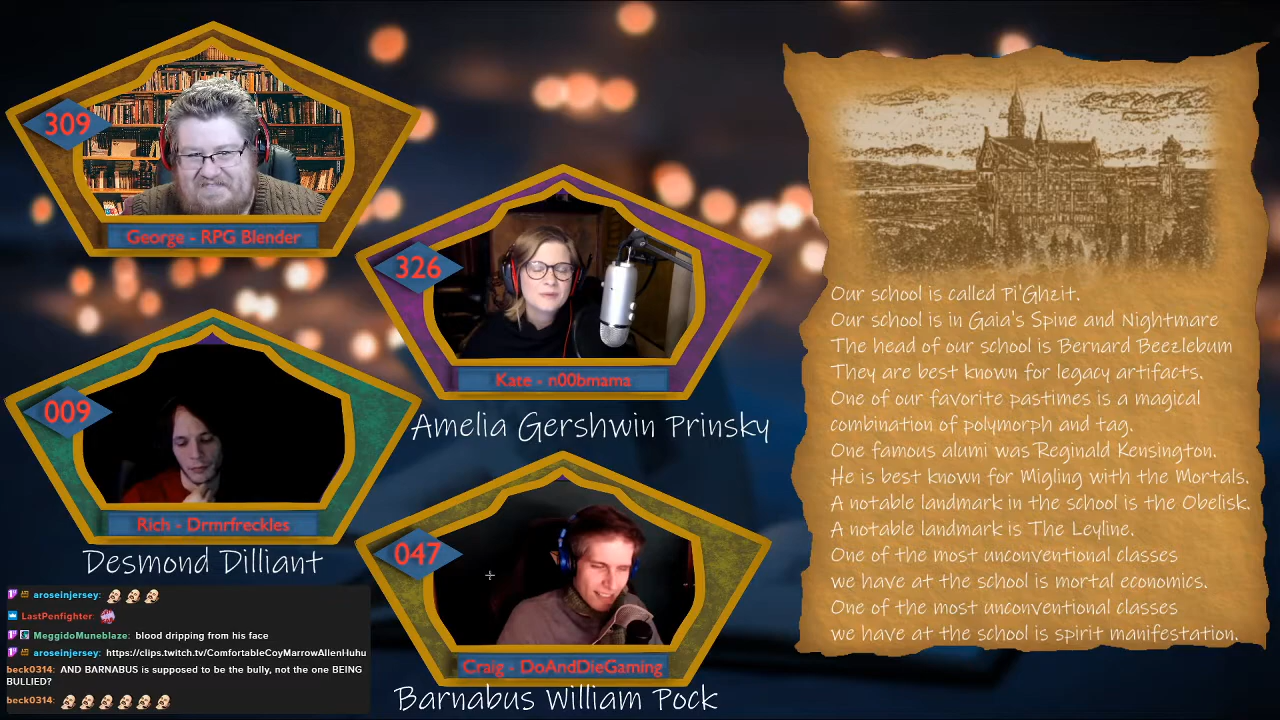 309
George - RPG Blender
326
Kate - n00bmama
Amelia Gershwin Prinsky
009
Rich - Drmrfreckles
Desmond Dilliant
047
Craig - DoAndDieGaming
Barnabus William Pock
aroseinjersey:
LastPenfighter:
MeggidoMuneblaze: blood dripping from his face
aroseinjersey: https://clips.twitch.tv/ComfortableCoyMarrowAllenHuhu
beck0314: AND BARNABUS is supposed to be the bully, not the one BEING
BULLIED?
beck0314:
Our school is called Pi'Ghzit.
Our school is in Gaia's Spine and Nightmare
The head of our school is Bernard Beezlebum
They are best known for legacy artifacts.
One of our favorite pastimes is a magical
combination of polymorph and tag.
One famous alumi was Reginald Kensington.
He is best known for Migling with the Mortals.
A notable landmark in the school is the Obelisk.
A notable landmark is The Leyline.
One of the most unconventional classes
we have at the school is mortal economics.
One of the most unconventional classes
we have at the school is spirit manifestation.